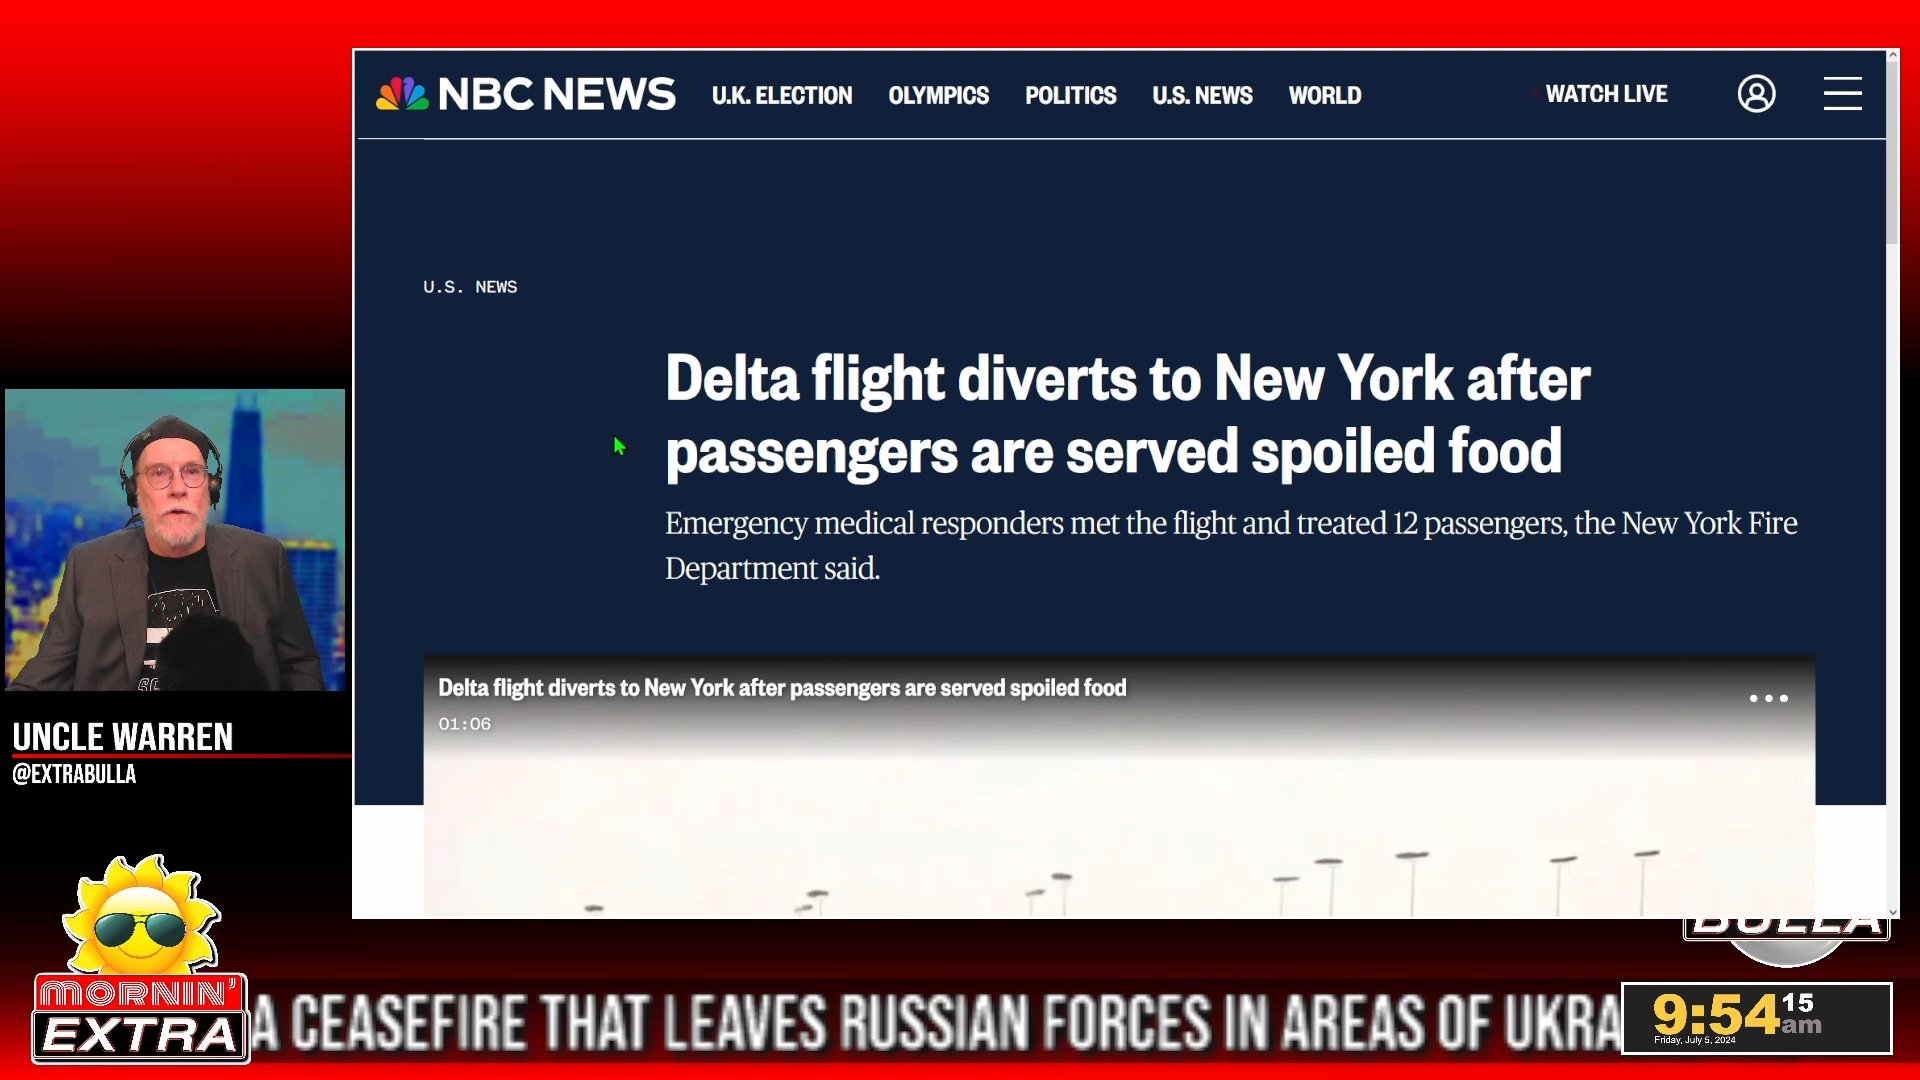 NBC NEWS
U.K. ELECTION OLYMPICS POLITICS U.S. NEWS WORLD
WATCH LIVE
U.S. NEWS
Delta flight diverts to New York after
passengers are served spoiled food
Emergency medical responders met the flight and treated 12 passengers, the New York Fire
Department said.
Delta flight diverts to New York after passengers are served spoiled food
01:06
UNCLE WARREN
@EXTRABULLA
BULLA
MORNIN'
EXTRA
A CEASEFIRE THAT LEAVES RUSSIAN FORCES IN AREAS OF UKRA
9:54 15 am
Friday, July 5, 2024